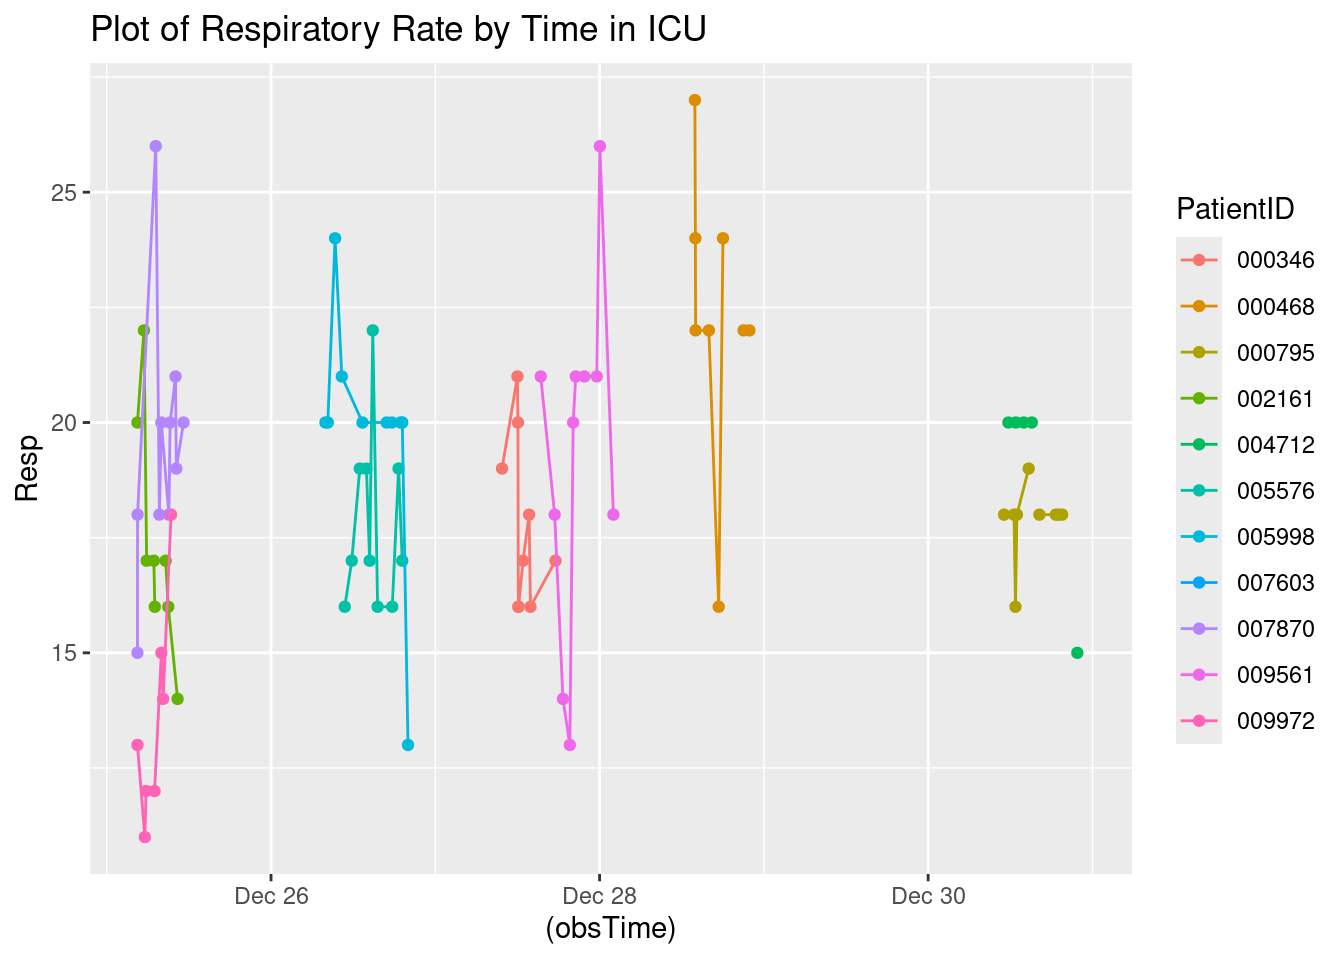 Plot of Respiratory Rate by Time in ICU
Resp
25
20
15
Dec 26
Dec 28
Dec 30
(obsTime)
PatientID
000346
000468
000795
002161
004712
005576
005998
007603
007870
009561
009972